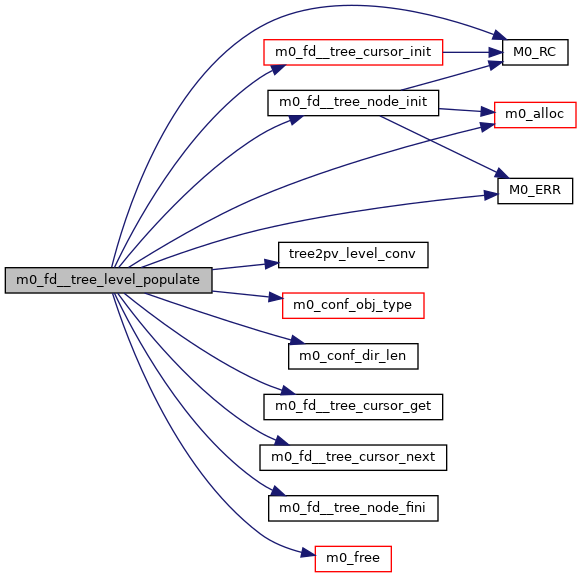 m0_fd__tree_cursor_init
M0_RC
m0_fd__tree_node_init
m0_alloc
M0_ERR
tree2pv_level_conv
m0_fd__tree_level_populate
m0_conf_obj_type
m0_conf_dir_len
m0_fd__tree_cursor_get
m0_fd__tree_cursor_next
m0_fd__tree_node_fini
m0_free